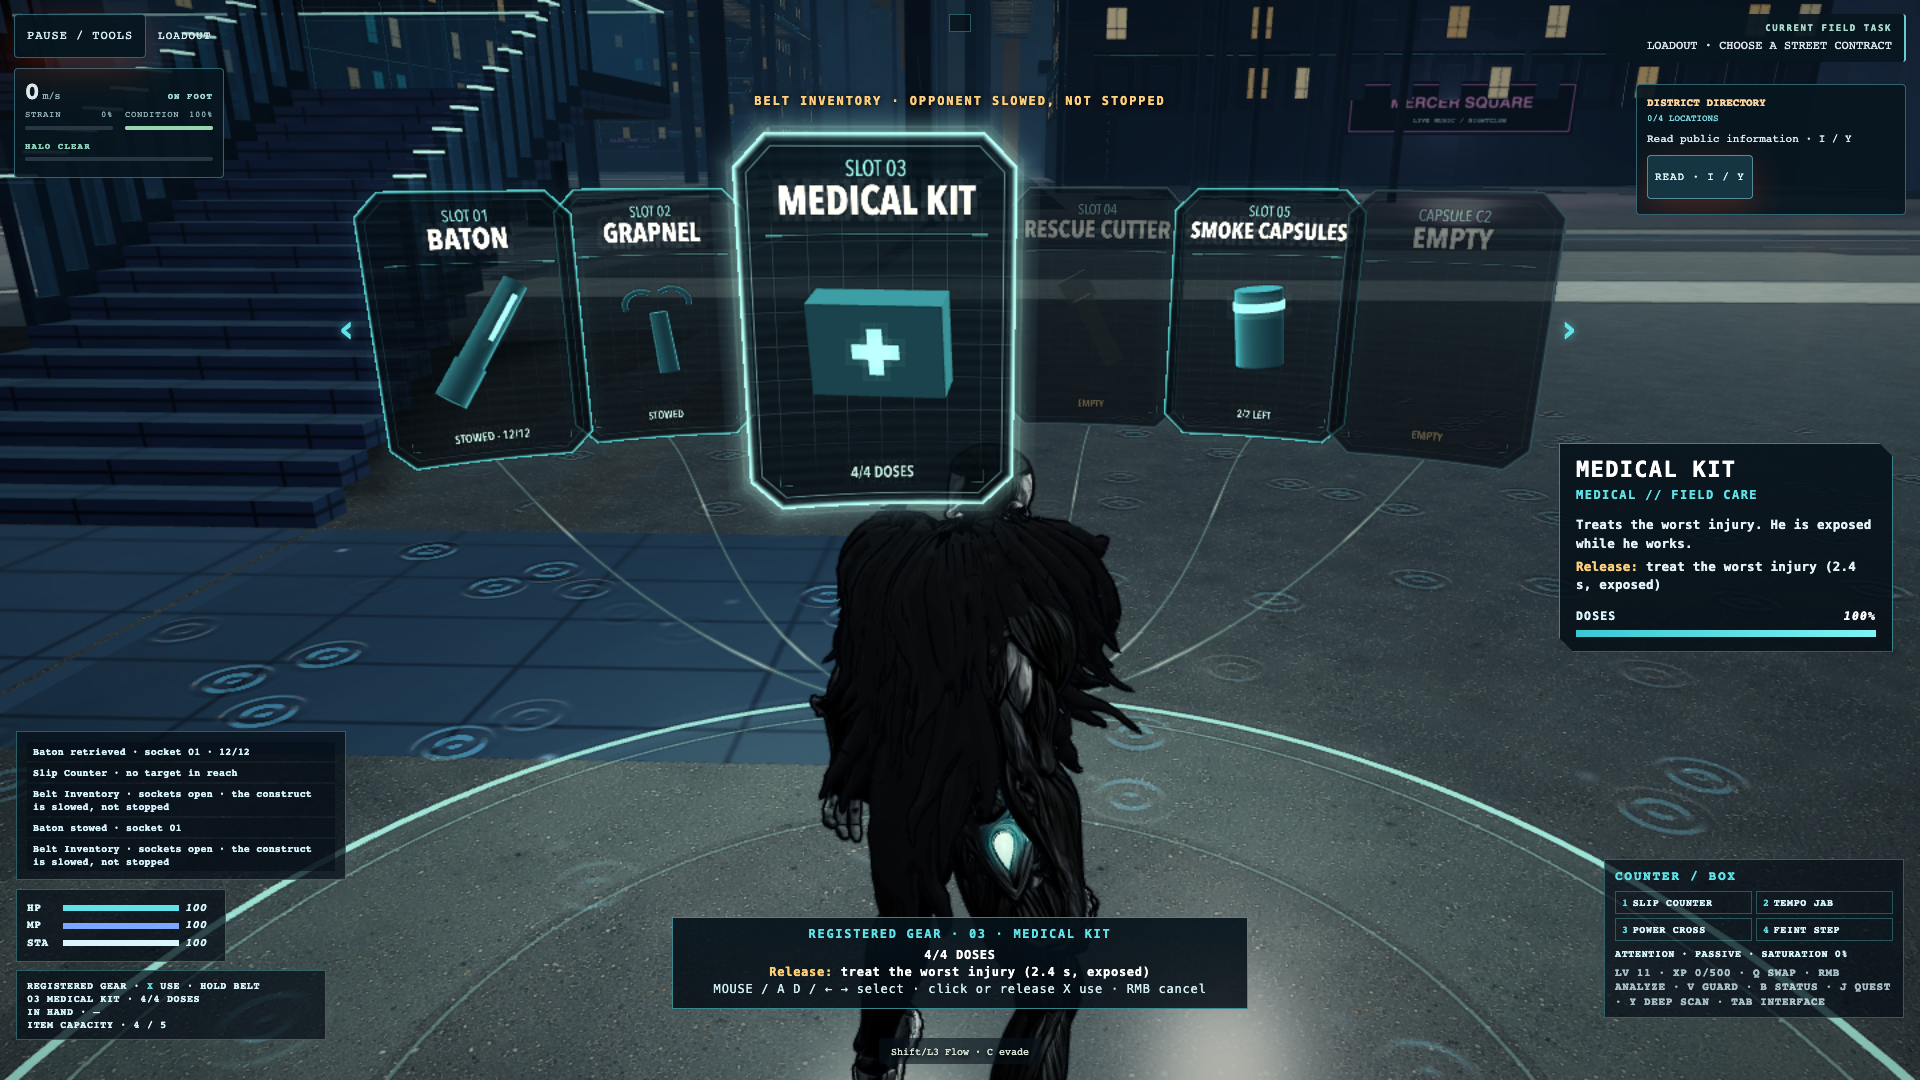 PAUSE / TOOLS
LOADOUT
0 m/s
ON FOOT
STRAIN 0%
CONDITION 100%
HALO CLEAR
CURRENT FIELD TASK
LOADOUT · CHOOSE A STREET CONTRACT
DISTRICT DIRECTORY
0/4 LOCATIONS
Read public information · I / Y
READ · I / Y
MERCER SQUARE
LIVE MUSIC / NIGHTCLUB
BELT INVENTORY · OPPONENT SLOWED, NOT STOPPED
SLOT 01
BATON
STOWED - 12/12
SLOT 02
GRAPNEL
STOWED
SLOT 03
MEDICAL KIT
4/4 DOSES
SLOT 04
RESCUE CUTTER
EMPTY
SLOT 05
SMOKE CAPSULES
2/2 LEFT
CAPSULE C2
EMPTY
EMPTY
‹
›
MEDICAL KIT
MEDICAL // FIELD CARE
Treats the worst injury. He is exposed
while he works.
Release: treat the worst injury (2.4
s, exposed)
DOSES 100%
Baton retrieved · socket 01 · 12/12
Slip Counter · no target in reach
Belt Inventory · sockets open · the construct
is slowed, not stopped
Baton stowed · socket 01
Belt Inventory · sockets open · the construct
is slowed, not stopped
HP 100
MP 100
STA 100
REGISTERED GEAR · X USE · HOLD BELT
03 MEDICAL KIT · 4/4 DOSES
IN HAND · —
ITEM CAPACITY · 4 / 5
REGISTERED GEAR · 03 · MEDICAL KIT
4/4 DOSES
Release: treat the worst injury (2.4 s, exposed)
MOUSE / A D / ← → select · click or release X use · RMB cancel
Shift/L3 Flow · C evade
COUNTER / BOX
1 SLIP COUNTER
2 TEMPO JAB
3 POWER CROSS
4 FEINT STEP
ATTENTION · PASSIVE · SATURATION 0%
LV 11 · XP 0/500 · Q SWAP · RMB
ANALYZE · V GUARD · B STATUS · J QUEST
· Y DEEP SCAN · TAB INTERFACE